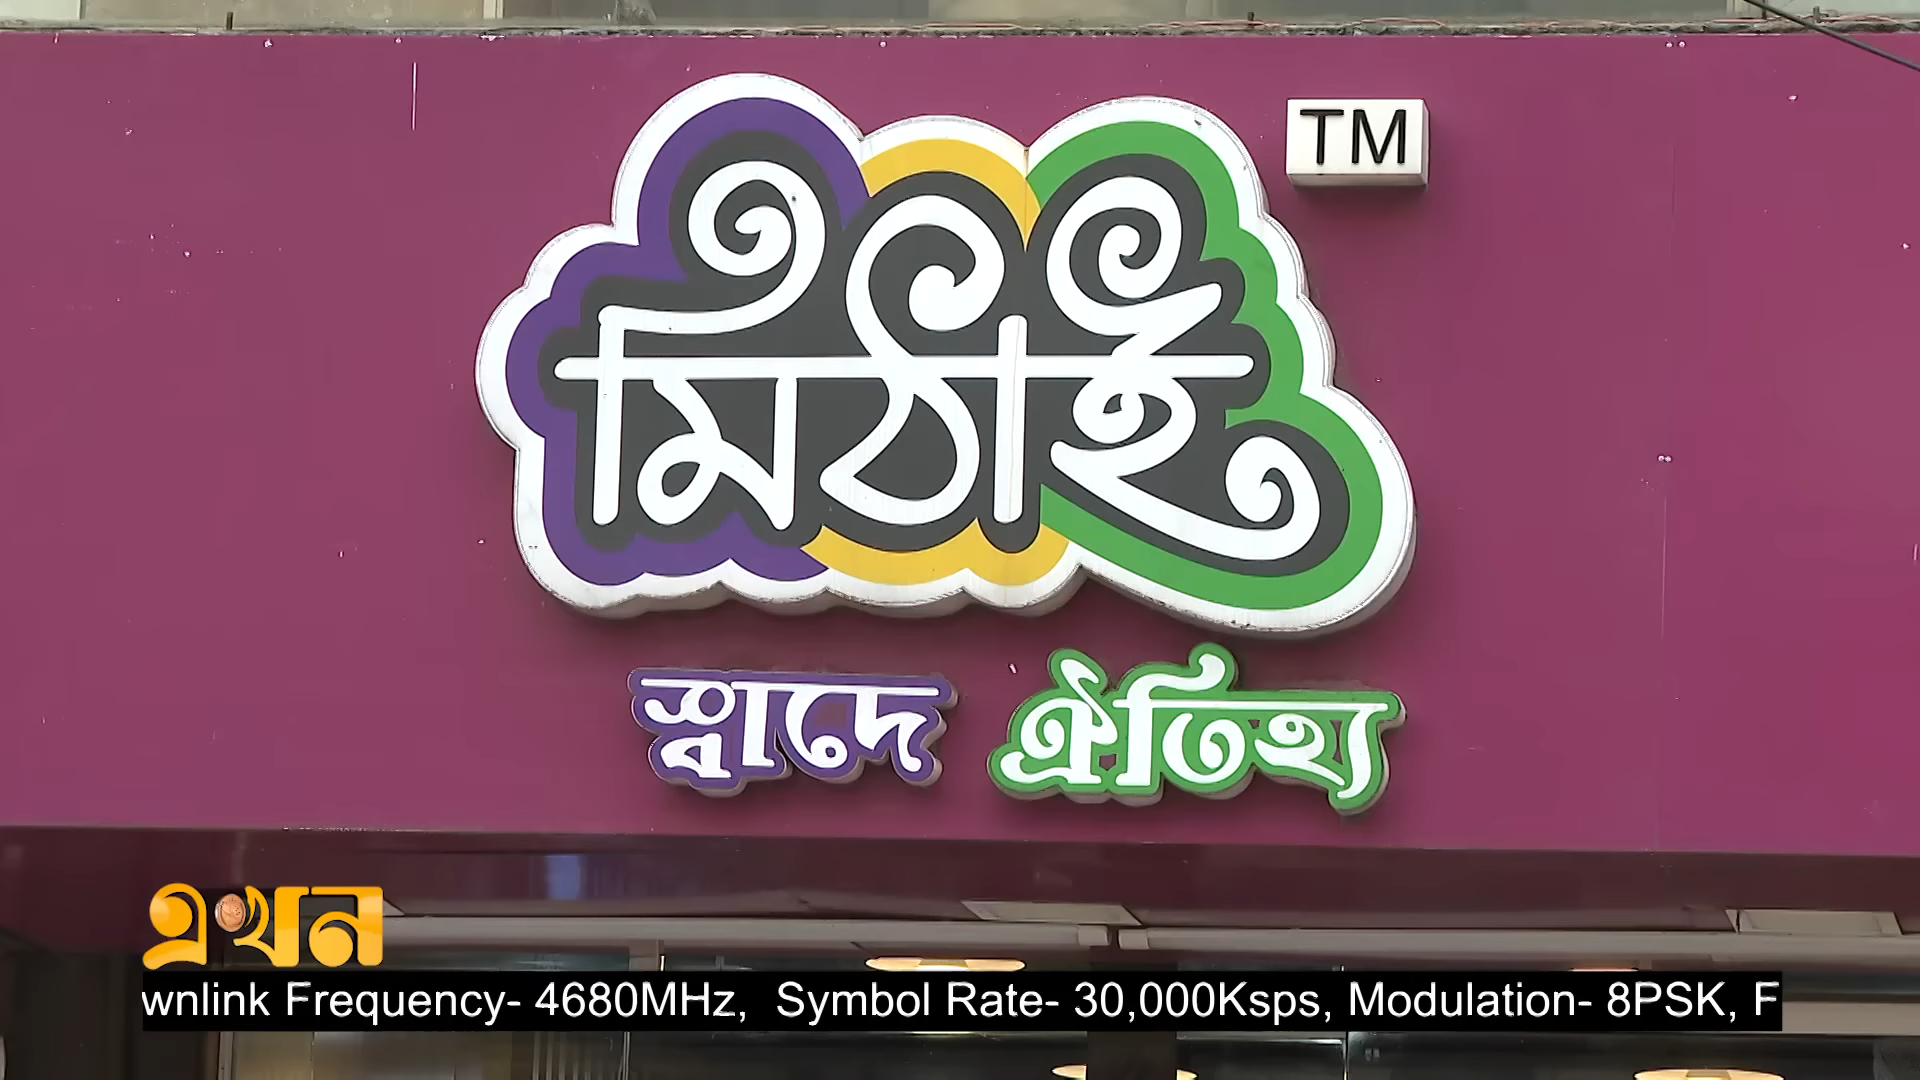 TM
মিঠাই
স্বাদে ঐতিহ্য
এখন
wnlink Frequency- 4680MHz, Symbol Rate- 30,000Ksps, Modulation- 8PSK, F